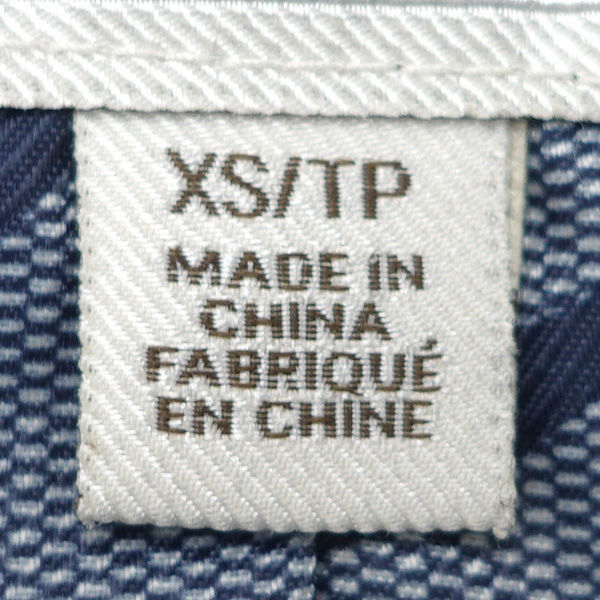 XS/TP
MADE IN
CHINA
FABRIQUÉ
EN CHINE